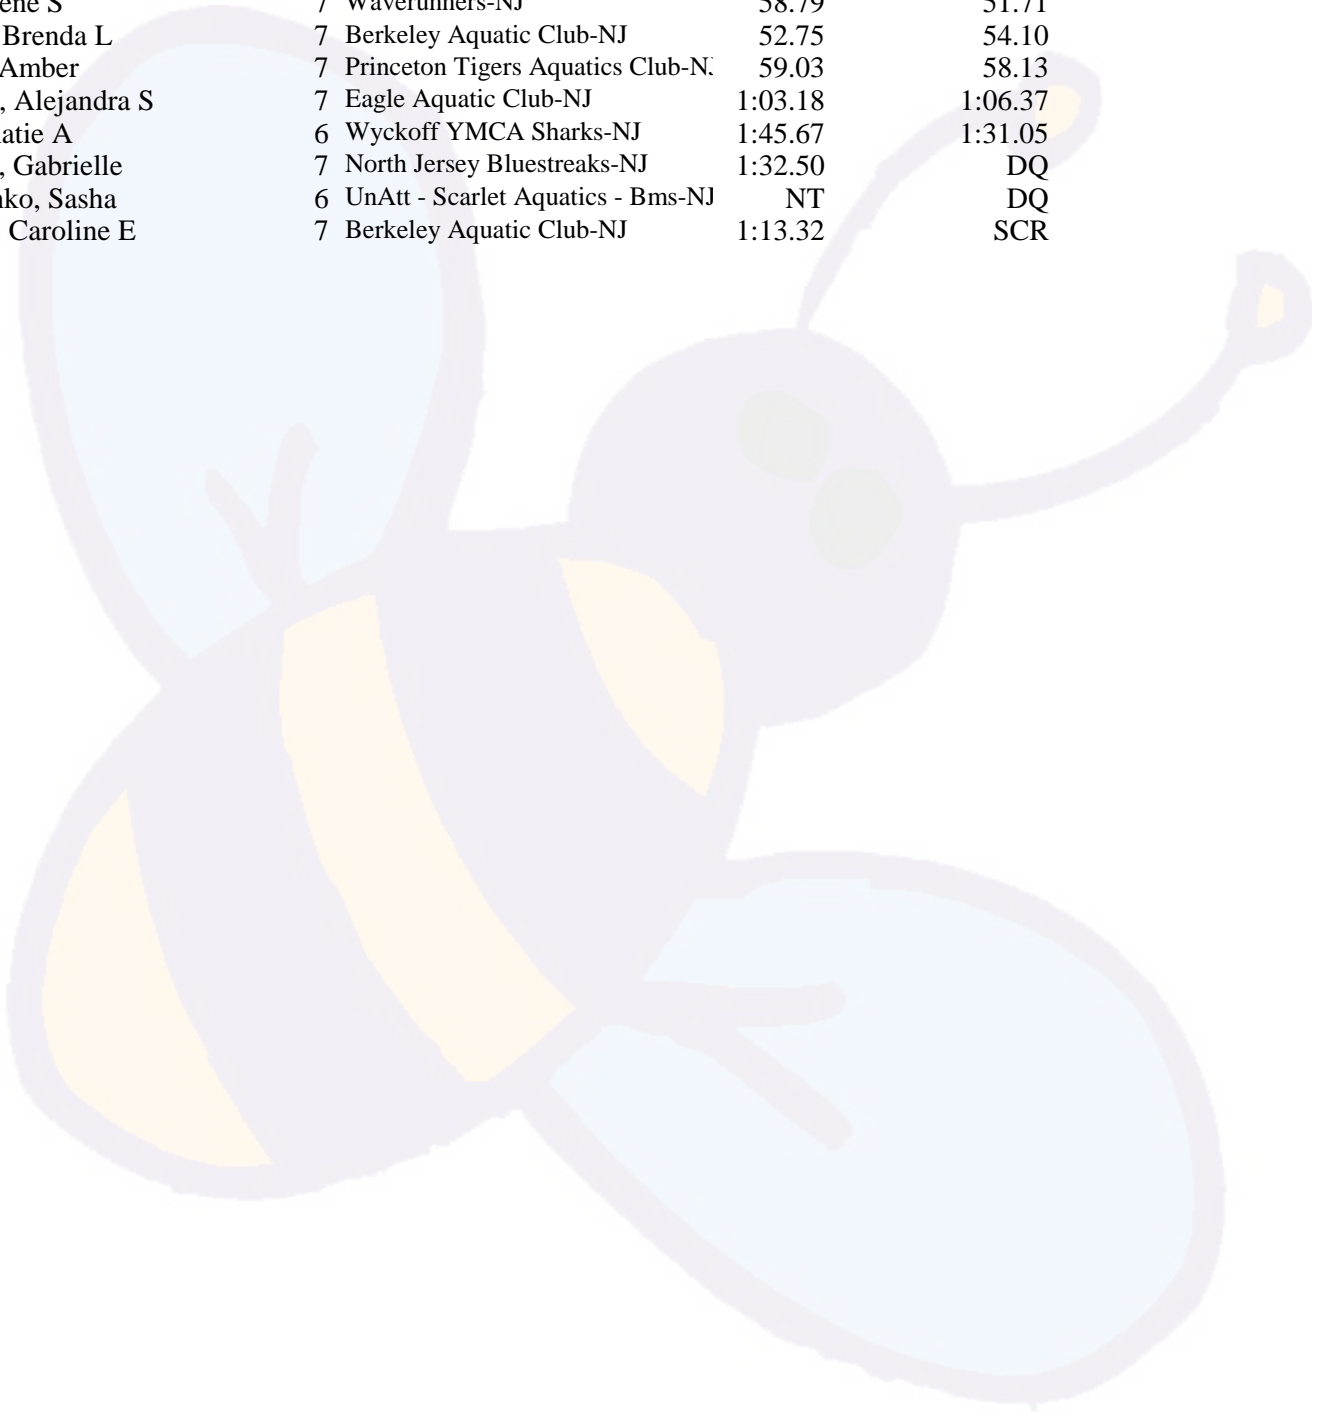 ene S 7 Waverunners-NJ 58.79 51.71
Brenda L 7 Berkeley Aquatic Club-NJ 52.75 54.10
Amber 7 Princeton Tigers Aquatics Club-NJ 59.03 58.13
, Alejandra S 7 Eagle Aquatic Club-NJ 1:03.18 1:06.37
atie A 6 Wyckoff YMCA Sharks-NJ 1:45.67 1:31.05
, Gabrielle 7 North Jersey Bluestreaks-NJ 1:32.50 DQ
nko, Sasha 6 UnAtt - Scarlet Aquatics - Bms-NJ NT DQ
Caroline E 7 Berkeley Aquatic Club-NJ 1:13.32 SCR